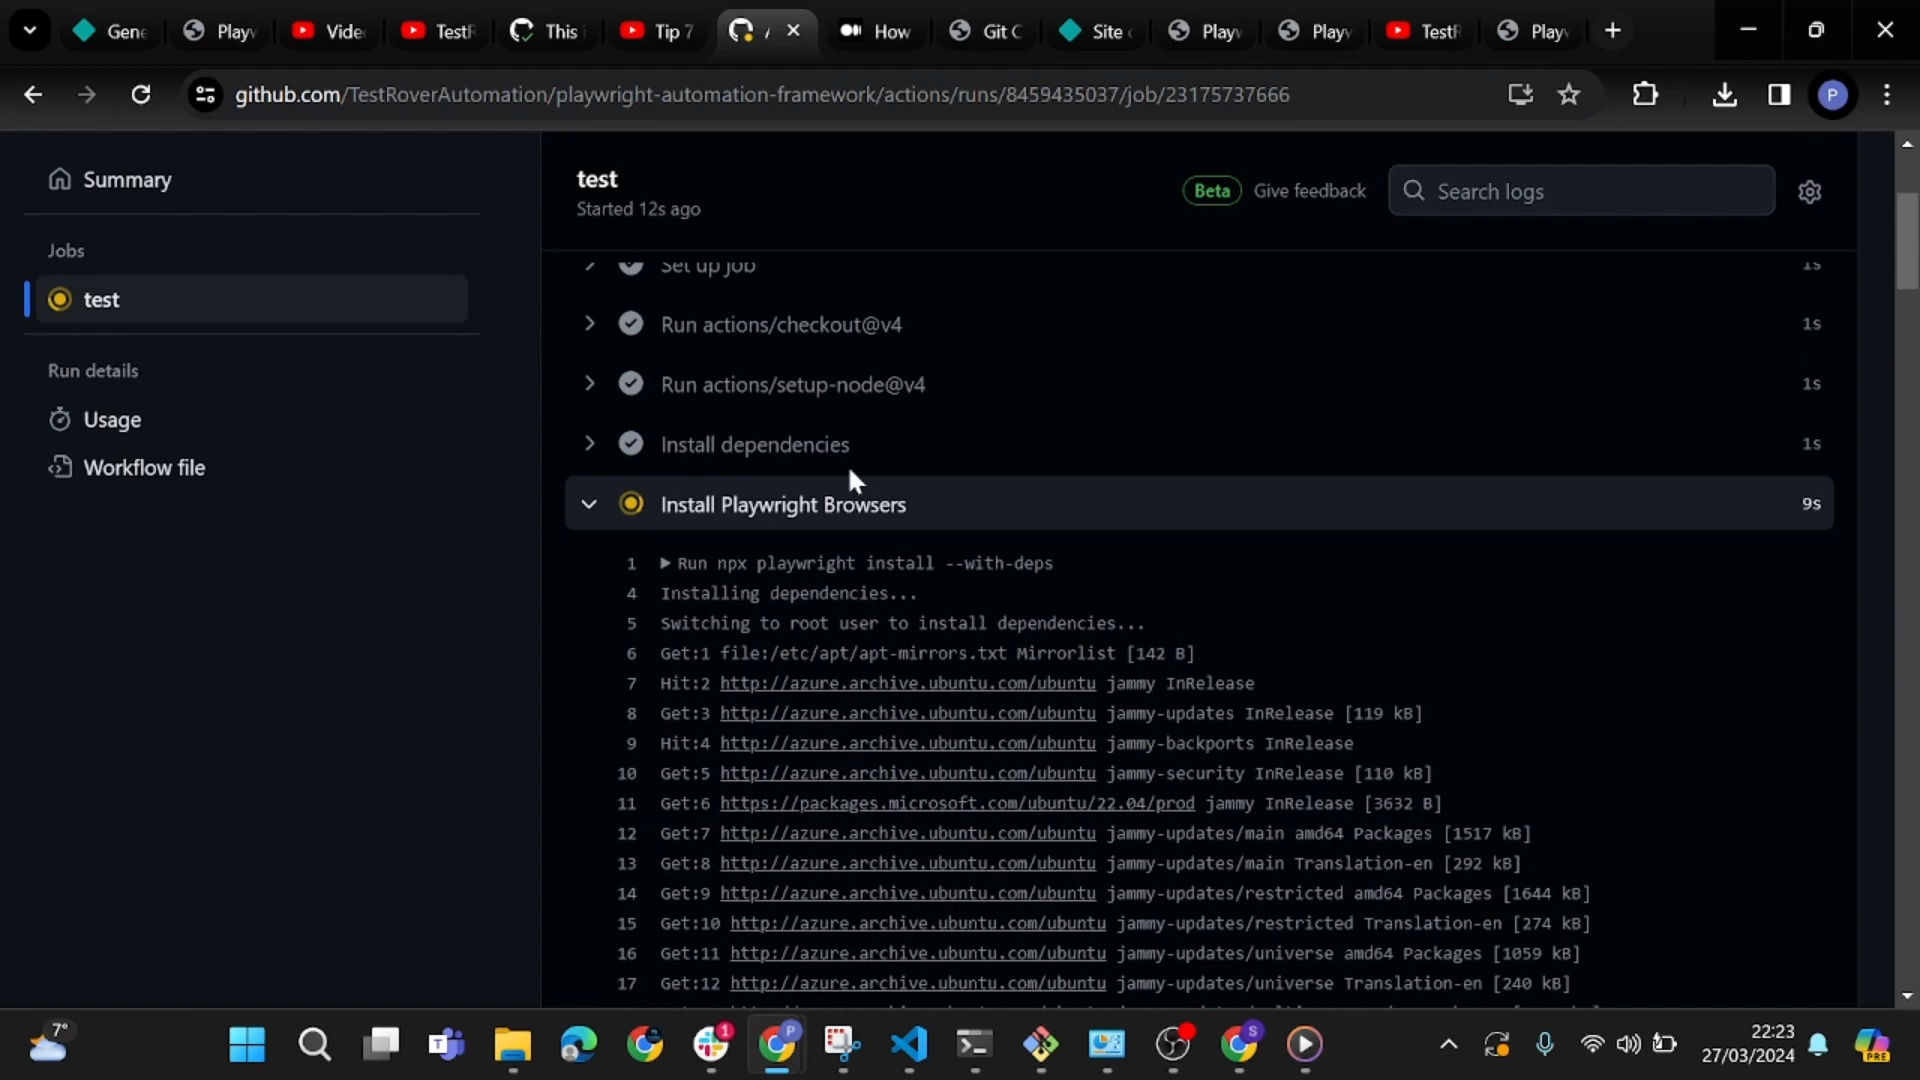 Gene
Playw
Vide
TestR
This i
Tip 7
How
Git C
Site
Playw
Playw
TestR
Playw
github.com/TestRoverAutomation/playwright-automation-framework/actions/runs/8459435037/job/23175737666
P
Summary
Jobs
test
Run details
Usage
Workflow file
test
Started 12s ago
Beta
Give feedback
Search logs
Set up job
1s
Run actions/checkout@v4
1s
Run actions/setup-node@v4
1s
Install dependencies
1s
Install Playwright Browsers
9s
1 Run npx playwright install --with-deps
4 Installing dependencies...
5 Switching to root user to install dependencies...
6 Get:1 file:/etc/apt/apt-mirrors.txt Mirrorlist [142 B]
7 Hit:2 http://azure.archive.ubuntu.com/ubuntu jammy InRelease
8 Get:3 http://azure.archive.ubuntu.com/ubuntu jammy-updates InRelease [119 kB]
9 Hit:4 http://azure.archive.ubuntu.com/ubuntu jammy-backports InRelease
10 Get:5 http://azure.archive.ubuntu.com/ubuntu jammy-security InRelease [110 kB]
11 Get:6 https://packages.microsoft.com/ubuntu/22.04/prod jammy InRelease [3632 B]
12 Get:7 http://azure.archive.ubuntu.com/ubuntu jammy-updates/main amd64 Packages [1517 kB]
13 Get:8 http://azure.archive.ubuntu.com/ubuntu jammy-updates/main Translation-en [292 kB]
14 Get:9 http://azure.archive.ubuntu.com/ubuntu jammy-updates/restricted amd64 Packages [1644 kB]
15 Get:10 http://azure.archive.ubuntu.com/ubuntu jammy-updates/restricted Translation-en [274 kB]
16 Get:11 http://azure.archive.ubuntu.com/ubuntu jammy-updates/universe amd64 Packages [1059 kB]
17 Get:12 http://azure.archive.ubuntu.com/ubuntu jammy-updates/universe Translation-en [240 kB]
7°
1
P
S
22:23
27/03/2024
PRE